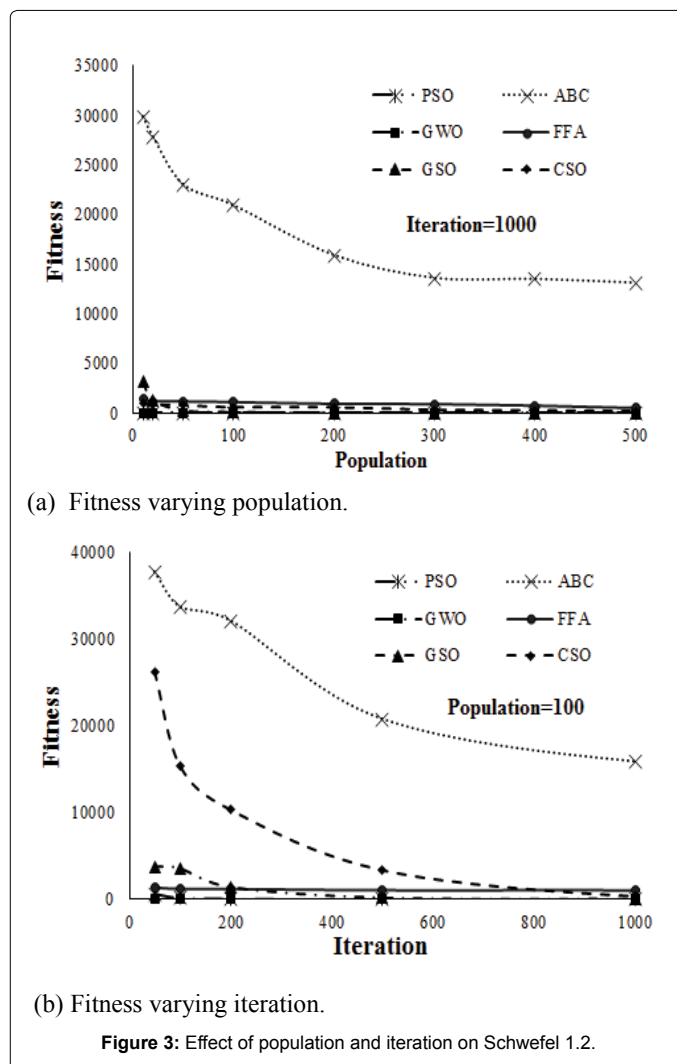 35000
30000
25000
20000
15000
10000
5000
0
Fitness
PSO ABC
GWO FFA
GSO CSO
Iteration=1000
0 100 200 300 400 500
Population
(a) Fitness varying population.
40000
30000
20000
10000
0
Fitness
PSO ABC
GWO FFA
GSO CSO
Population=100
0 200 400 600 800 1000
Iteration
(b) Fitness varying iteration.
Figure 3: Effect of population and iteration on Schwefel 1.2.